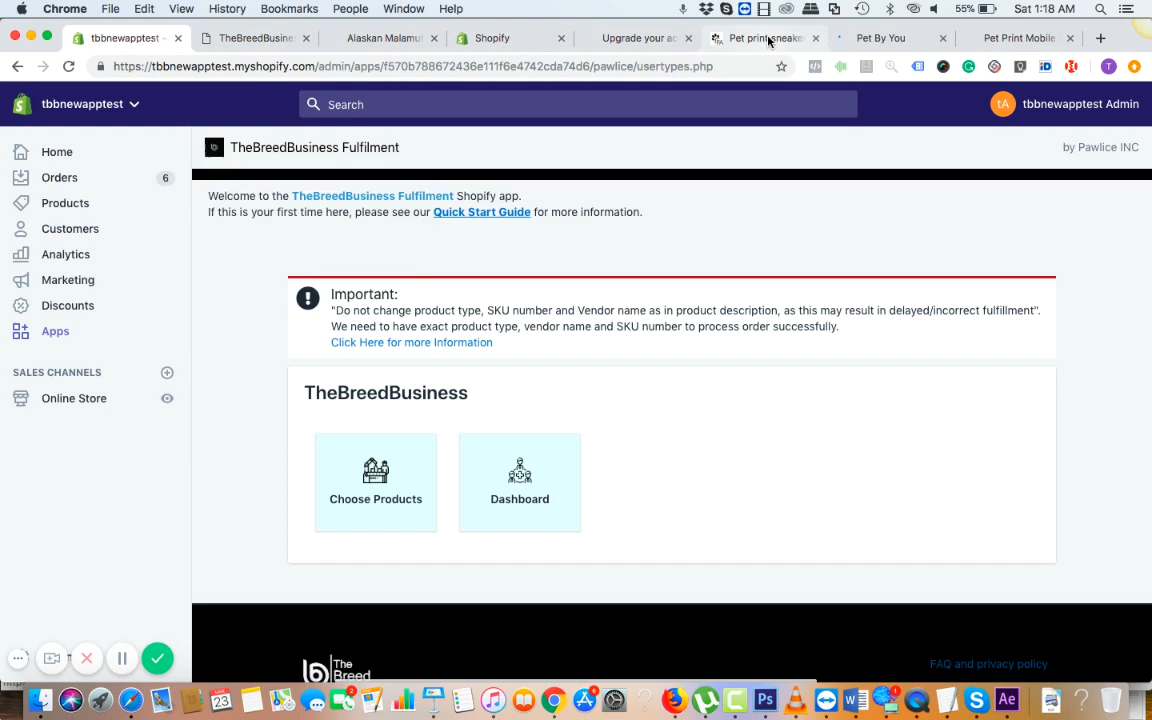 Chrome File Edit View History Bookmarks People Window Help 55% Sat 1:18 AM
tbbnewapptest - TheBreedBusine Alaskan Malamut Shopify Upgrade your ac Pet print sneake Pet By You Pet Print Mobile
https://tbbnewapptest.myshopify.com/admin/apps/f570b788672436e111f6e4742cda74d6/pawlice/usertypes.php
tbbnewapptest Search tA tbbnewapptest Admin
TheBreedBusiness Fulfilment by Pawlice INC
Home
Orders 6
Products
Customers
Analytics
Marketing
Discounts
Apps
SALES CHANNELS
Online Store
Welcome to the TheBreedBusiness Fulfilment Shopify app.
If this is your first time here, please see our Quick Start Guide for more information.
Important:
"Do not change product type, SKU number and Vendor name as in product description, as this may result in delayed/incorrect fulfillment".
We need to have exact product type, vendor name and SKU number to process order successfully.
Click Here for more Information
TheBreedBusiness
Choose Products Dashboard
The
Breed
FAQ and privacy policy